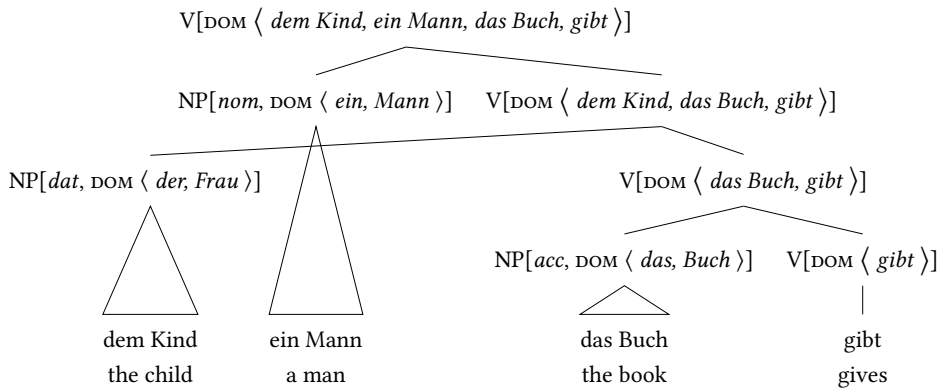 V[DOM ⟨ dem Kind, ein Mann, das Buch, gibt ⟩]
NP[nom, DOM ⟨ ein, Mann ⟩] V[DOM ⟨ dem Kind, das Buch, gibt ⟩]
NP[dat, DOM ⟨ der, Frau ⟩] V[DOM ⟨ das Buch, gibt ⟩]
NP[acc, DOM ⟨ das, Buch ⟩] V[DOM ⟨ gibt ⟩]
dem Kind ein Mann das Buch gibt
the child a man the book gives